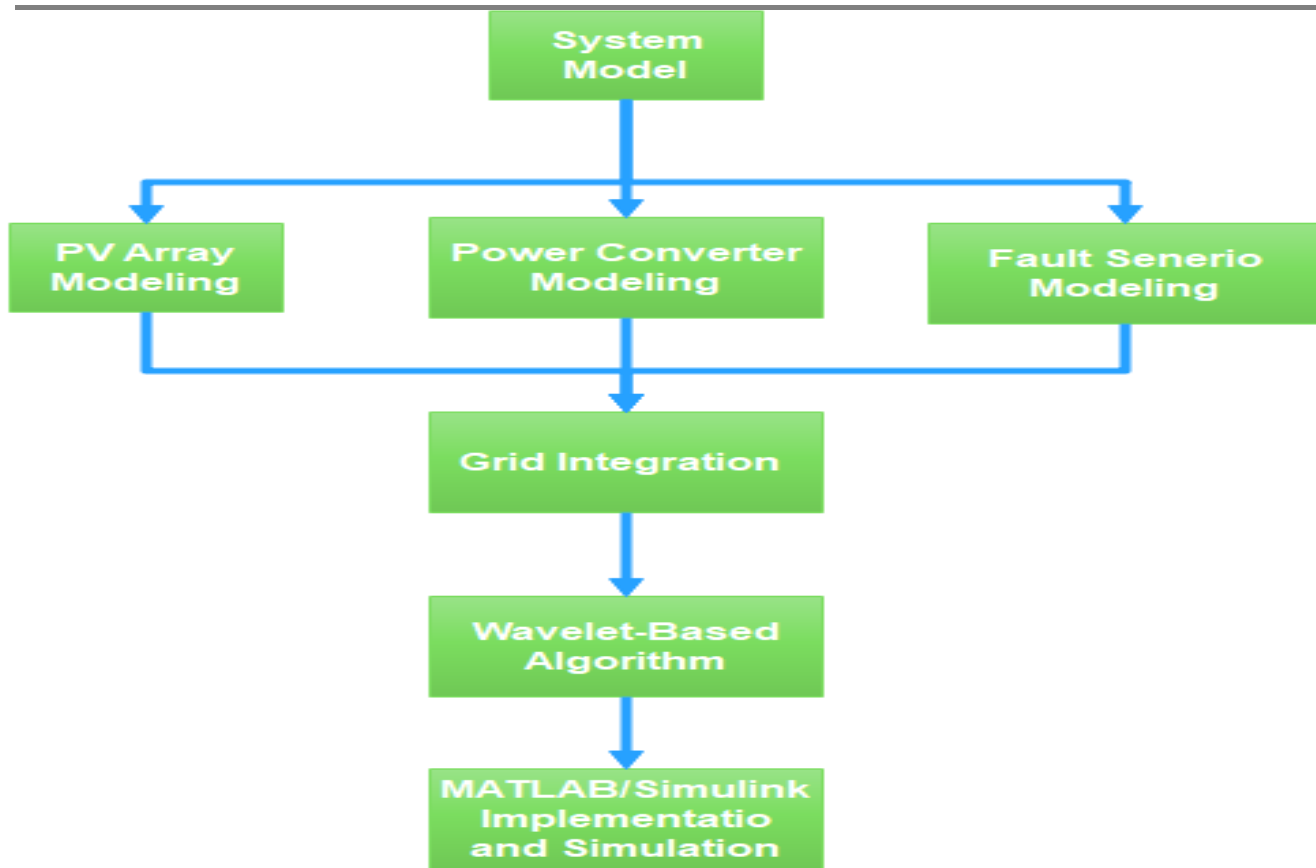 System
Model
PV Array
Modeling
Power Converter
Modeling
Fault Senerio
Modeling
Grid Integration
Wavelet-Based
Algorithm
MATLAB/Simulink
Implementatio
and Simulation